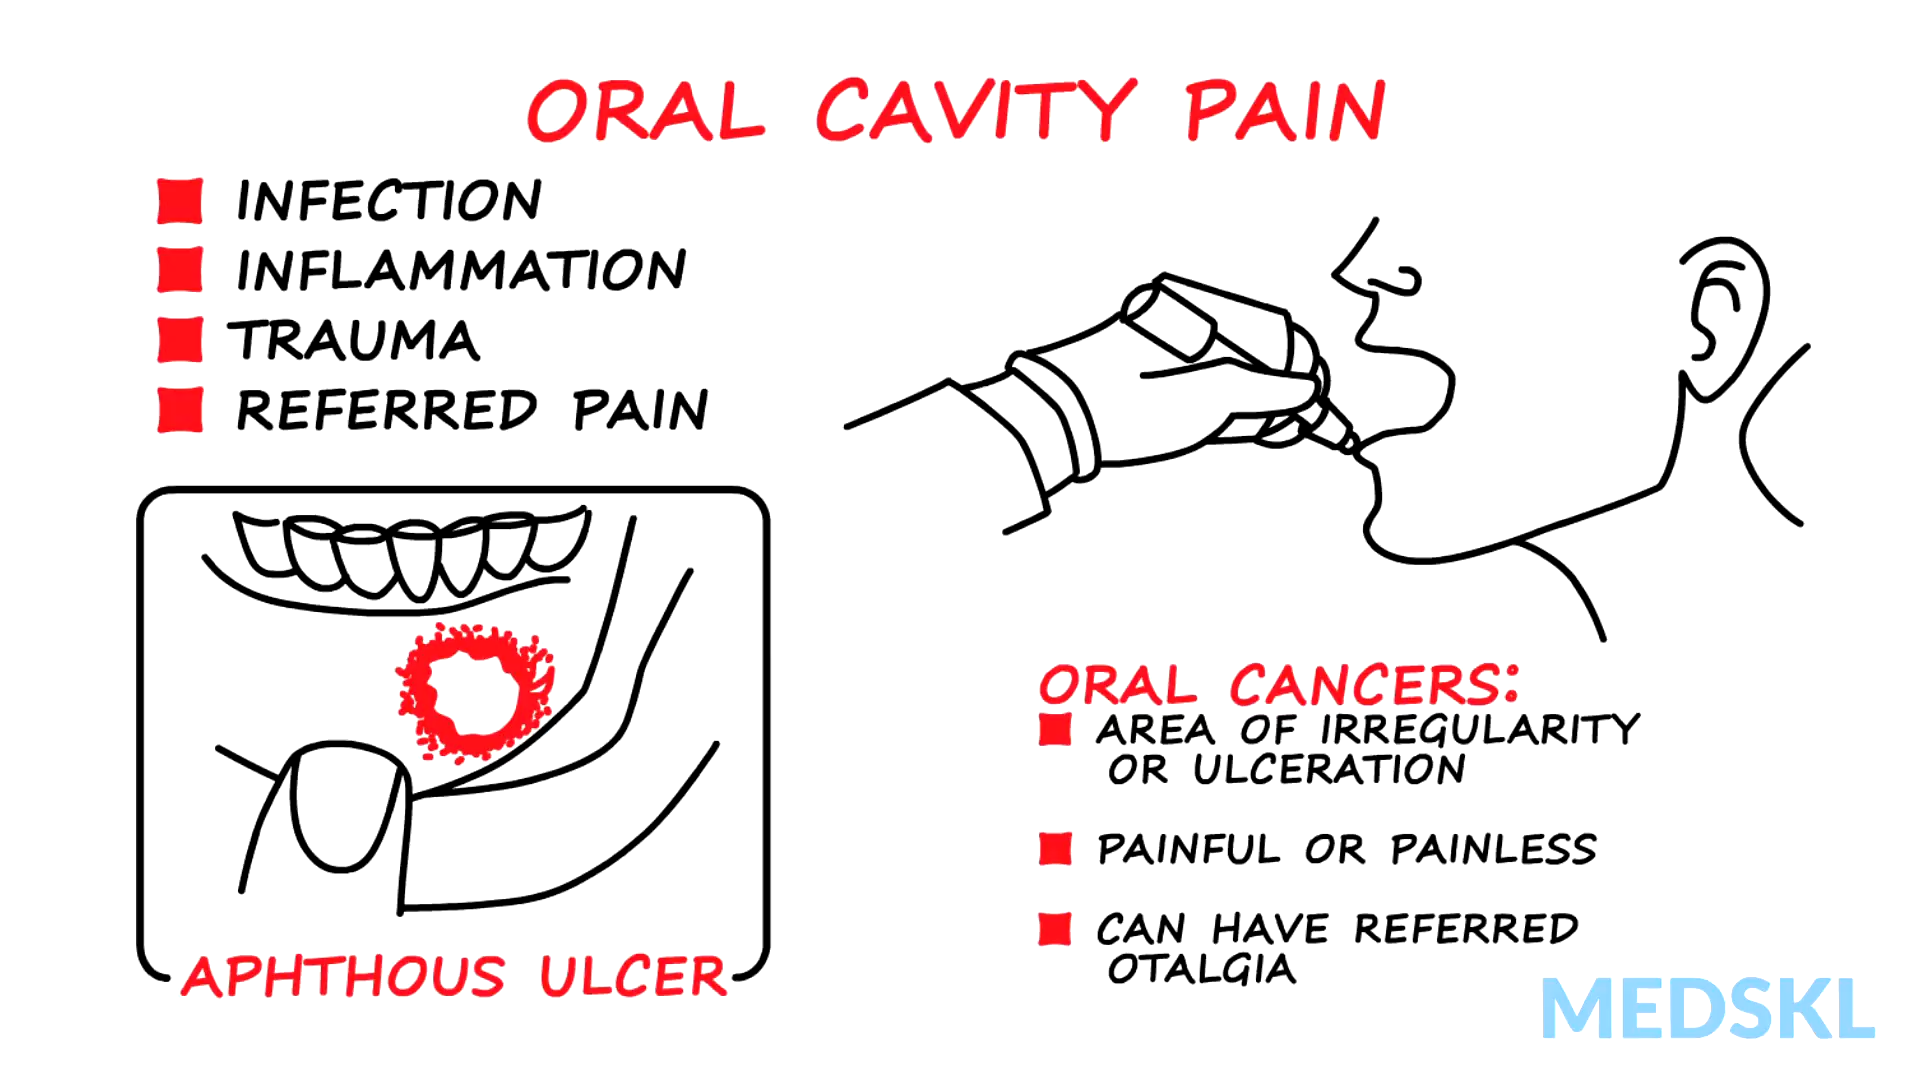 ORAL CAVITY PAIN
INFECTION
INFLAMMATION
TRAUMA
REFERRED PAIN
APHTHOUS ULCER
ORAL CANCERS:
AREA OF IRREGULARITY
OR ULCERATION
PAINFUL OR PAINLESS
CAN HAVE REFERRED
OTALGIA
MEDSKL